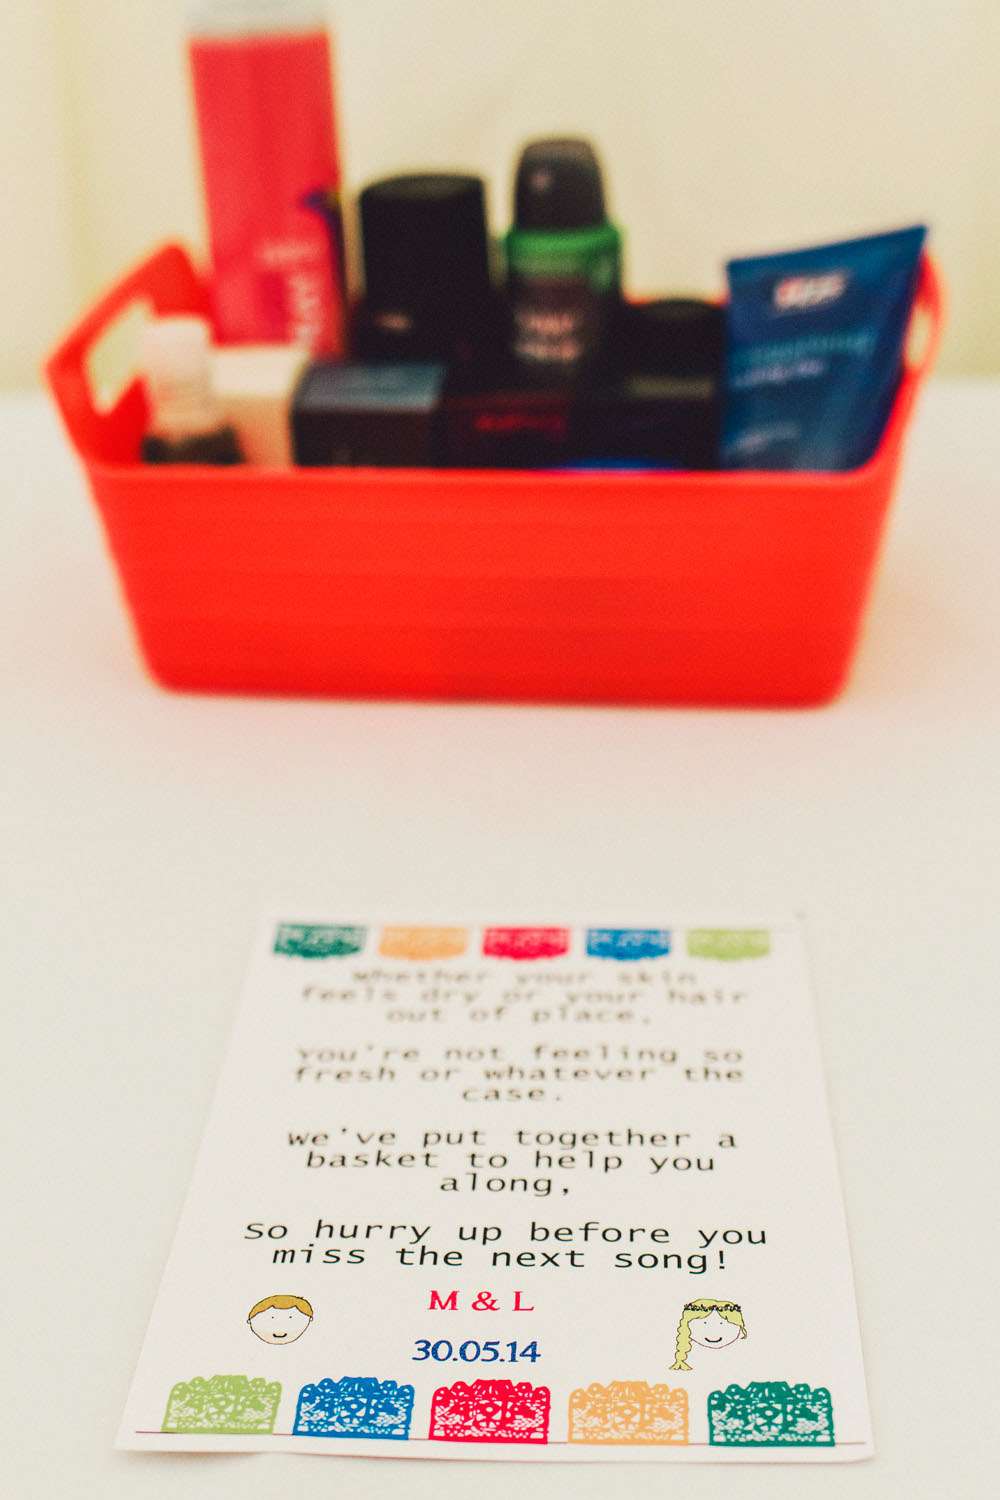 Whether your skin
feels dry or your hair
out of place,
You're not feeling so
fresh or whatever the
case.
We've put together a
basket to help you
along,
So hurry up before you
miss the next song!
M & L
30.05.14